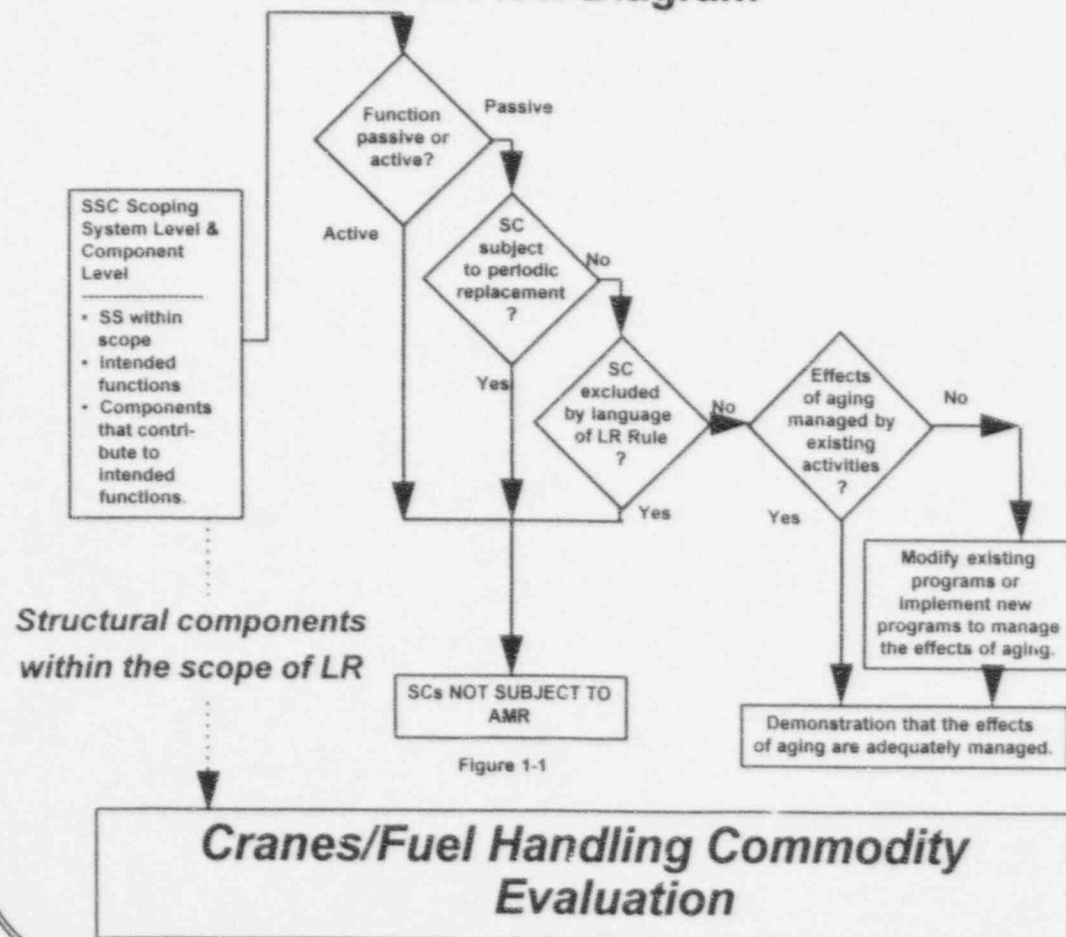 Diagram
Function
passive or
active?
Passive
Active
SSC Scoping
System Level &
Component
Level
* SS within
scope
* Intended
functions
* Components
that contri-
bute to
intended
functions.
SC
subject
to periodic
replacement
?
No
Yes
SC
excluded
by language
of LR Rule
?
No
Yes
Effects
of aging
managed by
existing
activities
?
No
Yes
Modify existing
programs or
implement new
programs to manage
the effects of aging.
Structural components
within the scope of LR
SCs NOT SUBJECT TO
AMR
Demonstration that the effects
of aging are adequately managed.
Figure 1-1
Cranes/Fuel Handling Commodity
Evaluation